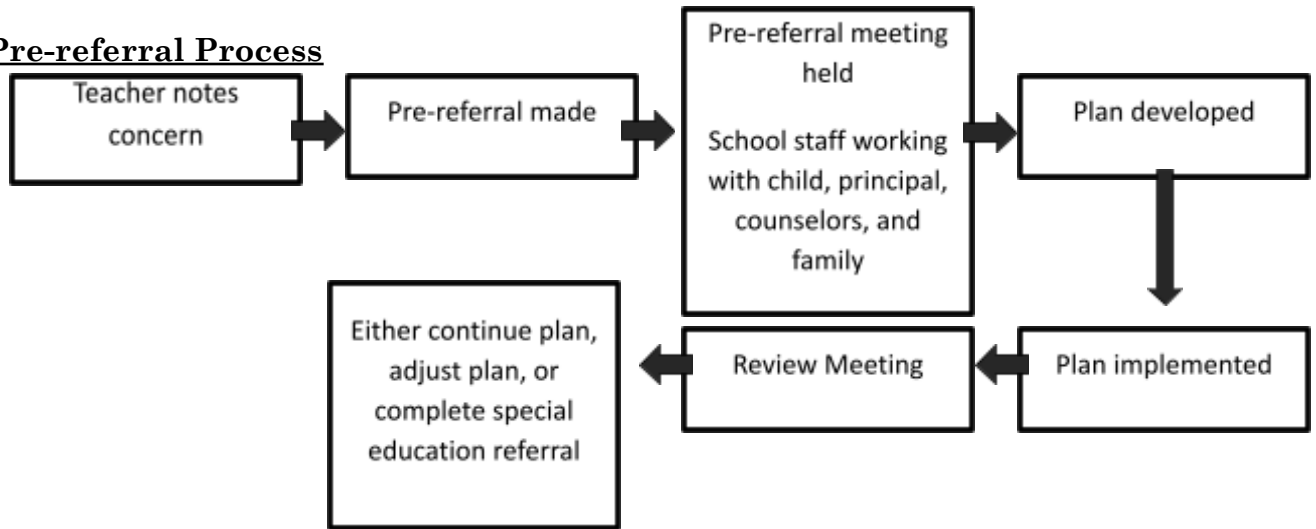 Pre-referral Process
Teacher notes
concern
Pre-referral made
Pre-referral meeting
held
School staff working
with child, principal,
counselors, and
family
Plan developed
Plan implemented
Review Meeting
Either continue plan,
adjust plan, or
complete special
education referral